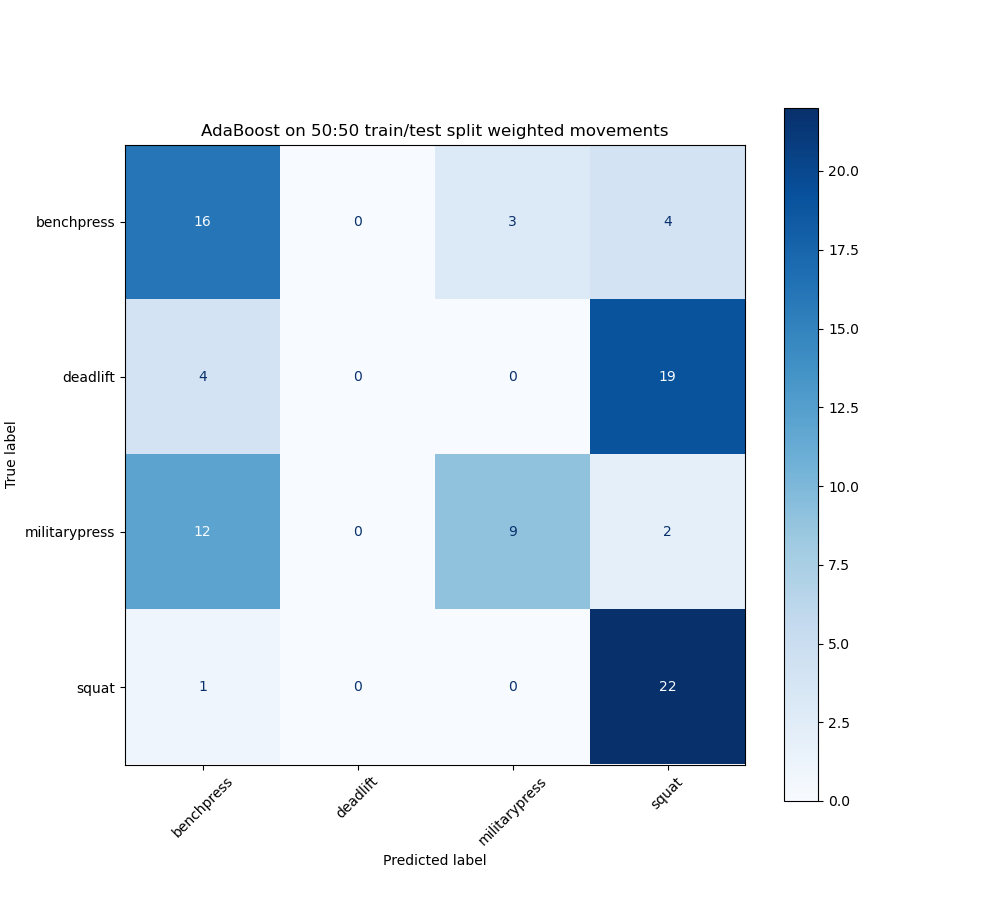 AdaBoost on 50:50 train/test split weighted movements
True label
benchpress 16 0 3 4
deadlift 4 0 0 19
militarypress 12 0 9 2
squat 1 0 0 22
benchpress deadlift militarypress squat
Predicted label
20.0
17.5
15.0
12.5
10.0
7.5
5.0
2.5
0.0